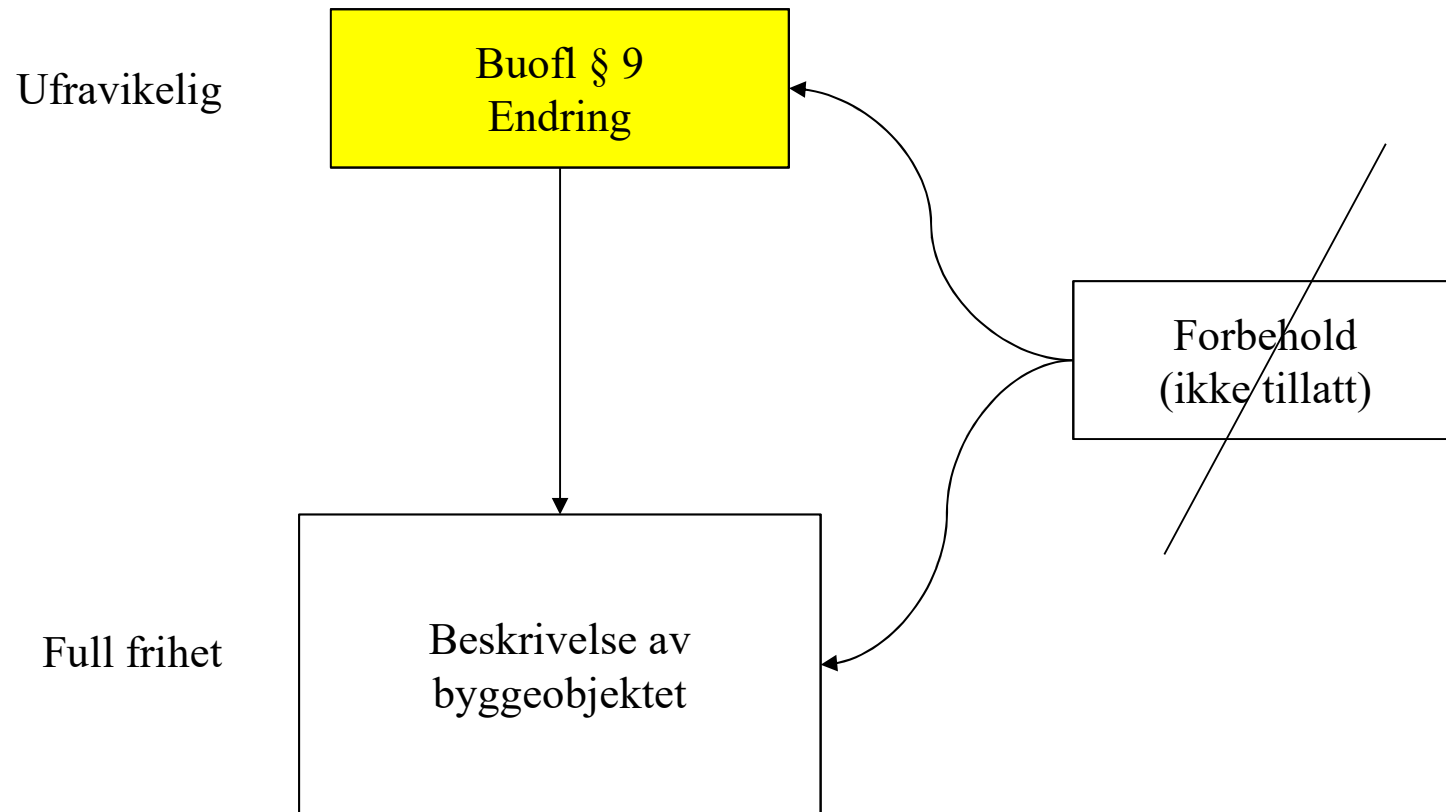 Ufravikelig
Buofl § 9
Endring
Forbehold
(ikke tillatt)
Full frihet
Beskrivelse av
byggeobjektet